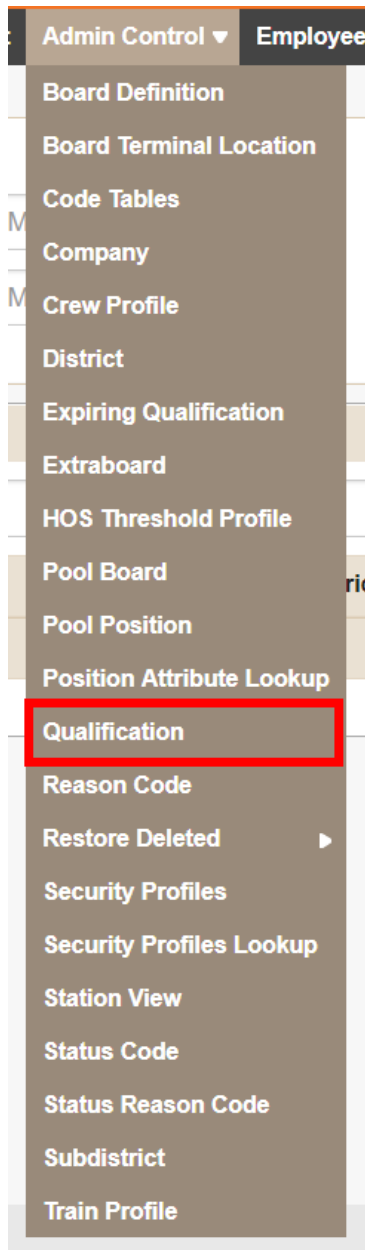 Admin Control ▼ Employee
Board Definition
Board Terminal Location
Code Tables
Company
Crew Profile
District
Expiring Qualification
Extraboard
HOS Threshold Profile
Pool Board
Pool Position
Position Attribute Lookup
Qualification
Reason Code
Restore Deleted ▶
Security Profiles
Security Profiles Lookup
Station View
Status Code
Status Reason Code
Subdistrict
Train Profile